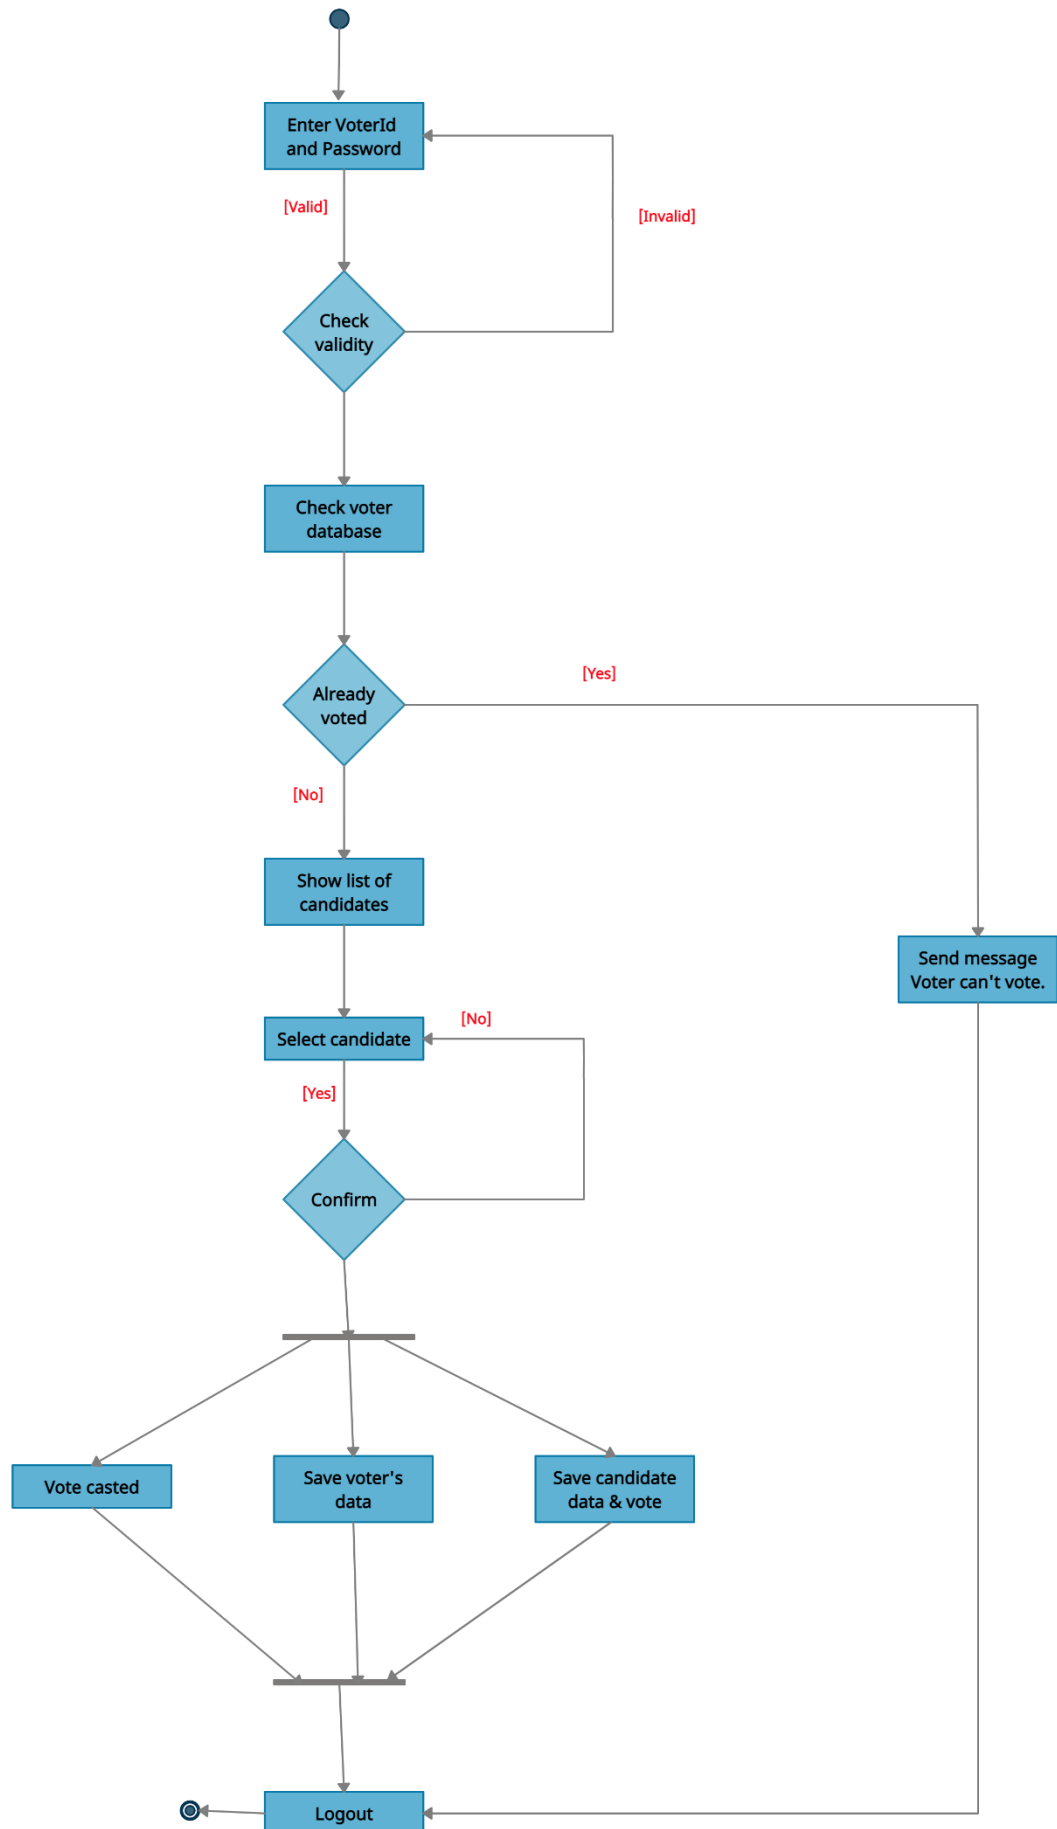 Enter VoterId
and Password
[Valid]
[Invalid]
Check
validity
Check voter
database
[Yes]
Already
voted
[No]
Show list of
candidates
Send message
Voter can't vote.
[No]
Select candidate
[Yes]
Confirm
Vote casted
Save voter's
data
Save candidate
data & vote
Logout